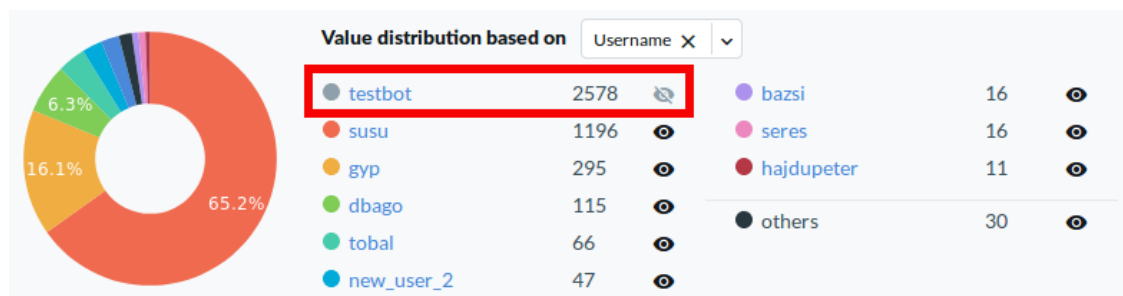 Value distribution based on Username
testbot 2578
susu 1196
gyp 295
dbago 115
tobal 66
new_user_2 47
bazsi 16
seres 16
hajdupeter 11
others 30
6.3%
16.1%
65.2%